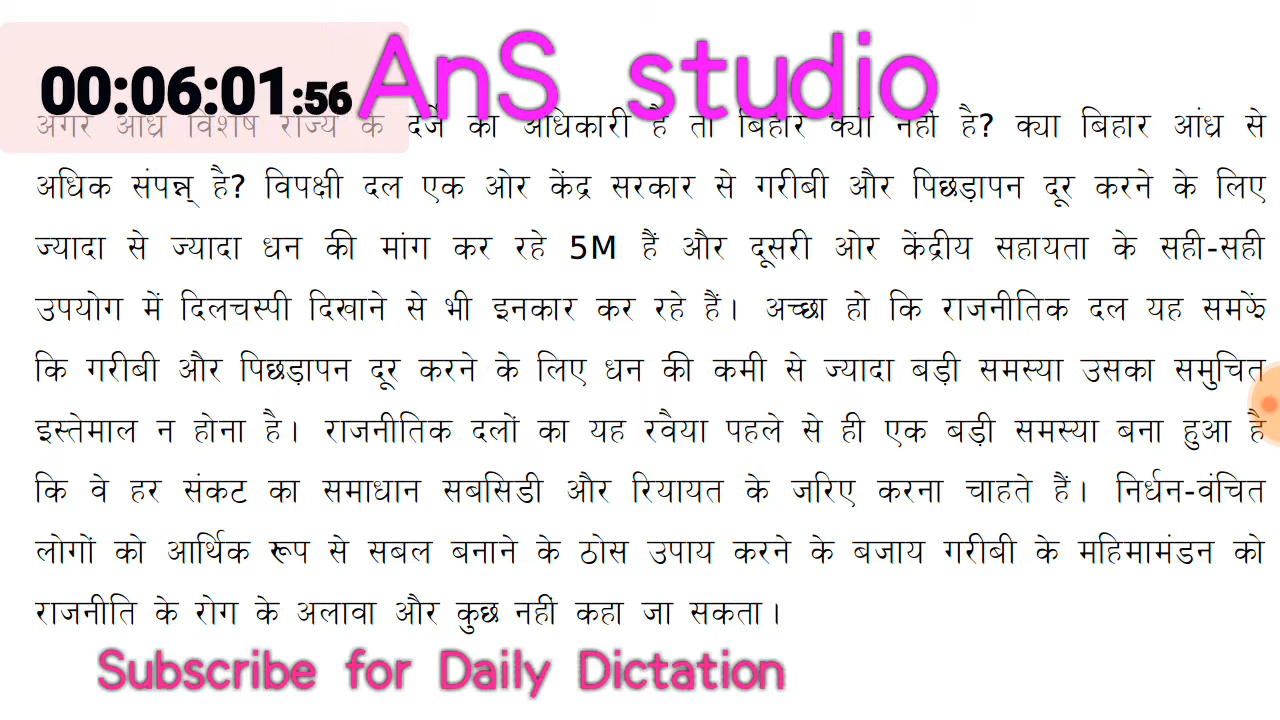 00:06:01:56
AnS studio
अगर आंध्र विशेष राज्य के दर्जे का अधिकारी है तो बिहार क्यों नहीं है? क्या बिहार आंध्र से
अधिक संपन्न् है? विपक्षी दल एक ओर केंद्र सरकार से गरीबी और पिछड़ापन दूर करने के लिए
ज्यादा से ज्यादा धन की मांग कर रहे 5M हैं और दूसरी ओर केंद्रीय सहायता के सही-सही
उपयोग में दिलचस्पी दिखाने से भी इनकार कर रहे हैं। अच्छा हो कि राजनीतिक दल यह समझें
कि गरीबी और पिछड़ापन दूर करने के लिए धन की कमी से ज्यादा बड़ी समस्या उसका समुचित
इस्तेमाल न होना है। राजनीतिक दलों का यह रवैया पहले से ही एक बड़ी समस्या बना हुआ है
कि वे हर संकट का समाधान सबसिडी और रियायत के जरिए करना चाहते हैं। निर्धन-वंचित
लोगों को आर्थिक रूप से सबल बनाने के ठोस उपाय करने के बजाय गरीबी के महिमामंडन को
राजनीति के रोग के अलावा और कुछ नहीं कहा जा सकता।
Subscribe for Daily Dictation